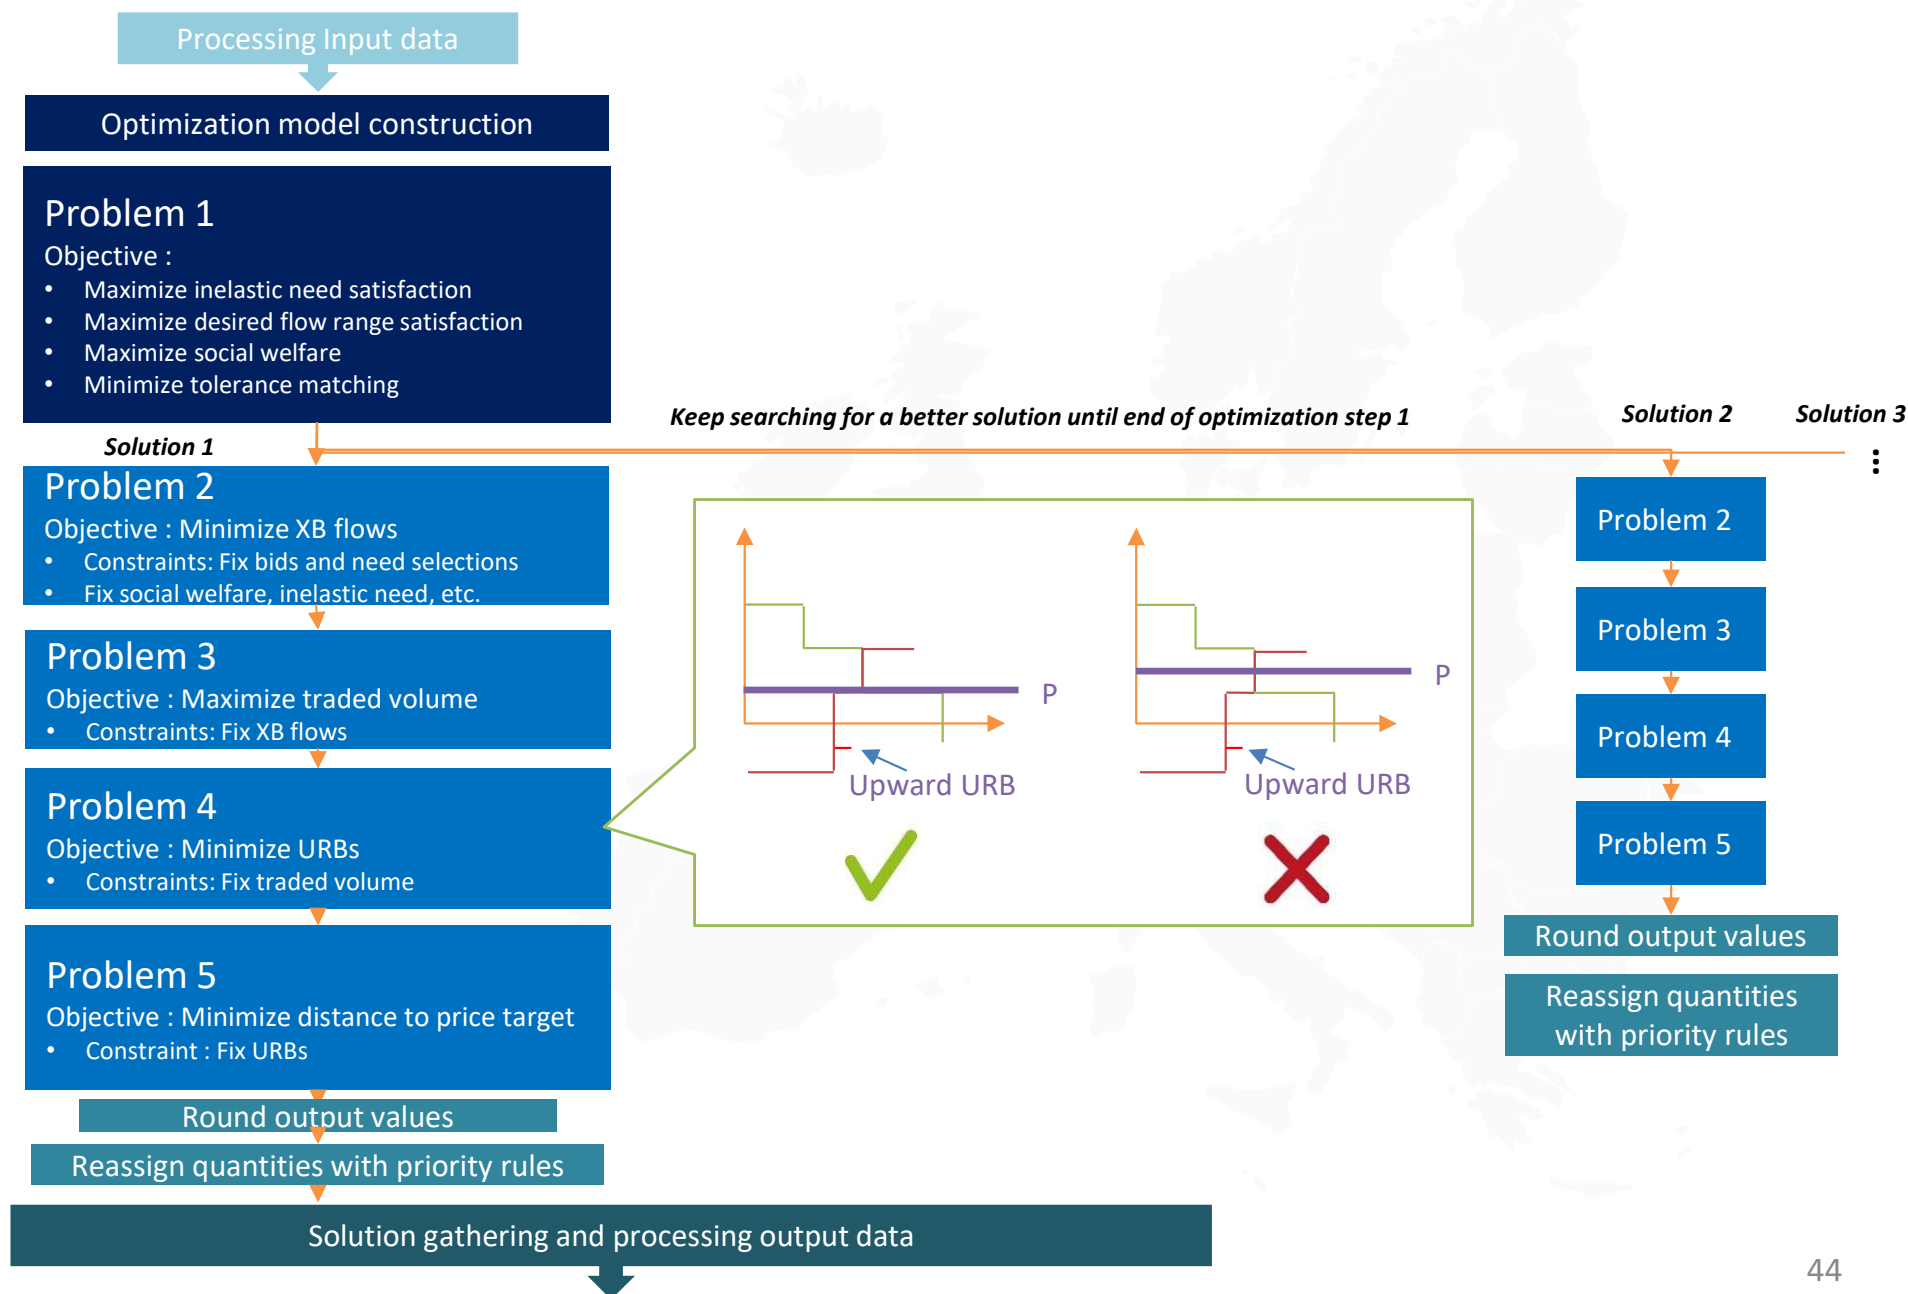 Processing Input data
Optimization model construction
Problem 1
Objective :
• Maximize inelastic need satisfaction
• Maximize desired flow range satisfaction
• Maximize social welfare
• Minimize tolerance matching
Keep searching for a better solution until end of optimization step 1
Solution 2
Solution 3
Solution 1
...
Problem 2
Objective : Minimize XB flows
• Constraints: Fix bids and need selections
• Fix social welfare, inelastic need, etc.
Problem 3
Objective : Maximize traded volume
• Constraints: Fix XB flows
Problem 4
Objective : Minimize URBs
• Constraints: Fix traded volume
Problem 5
Objective : Minimize distance to price target
• Constraint : Fix URBs
Round output values
Reassign quantities with priority rules
Solution gathering and processing output data
P
Upward URB
P
Upward URB
Problem 2
Problem 3
Problem 4
Problem 5
Round output values
Reassign quantities
with priority rules
44